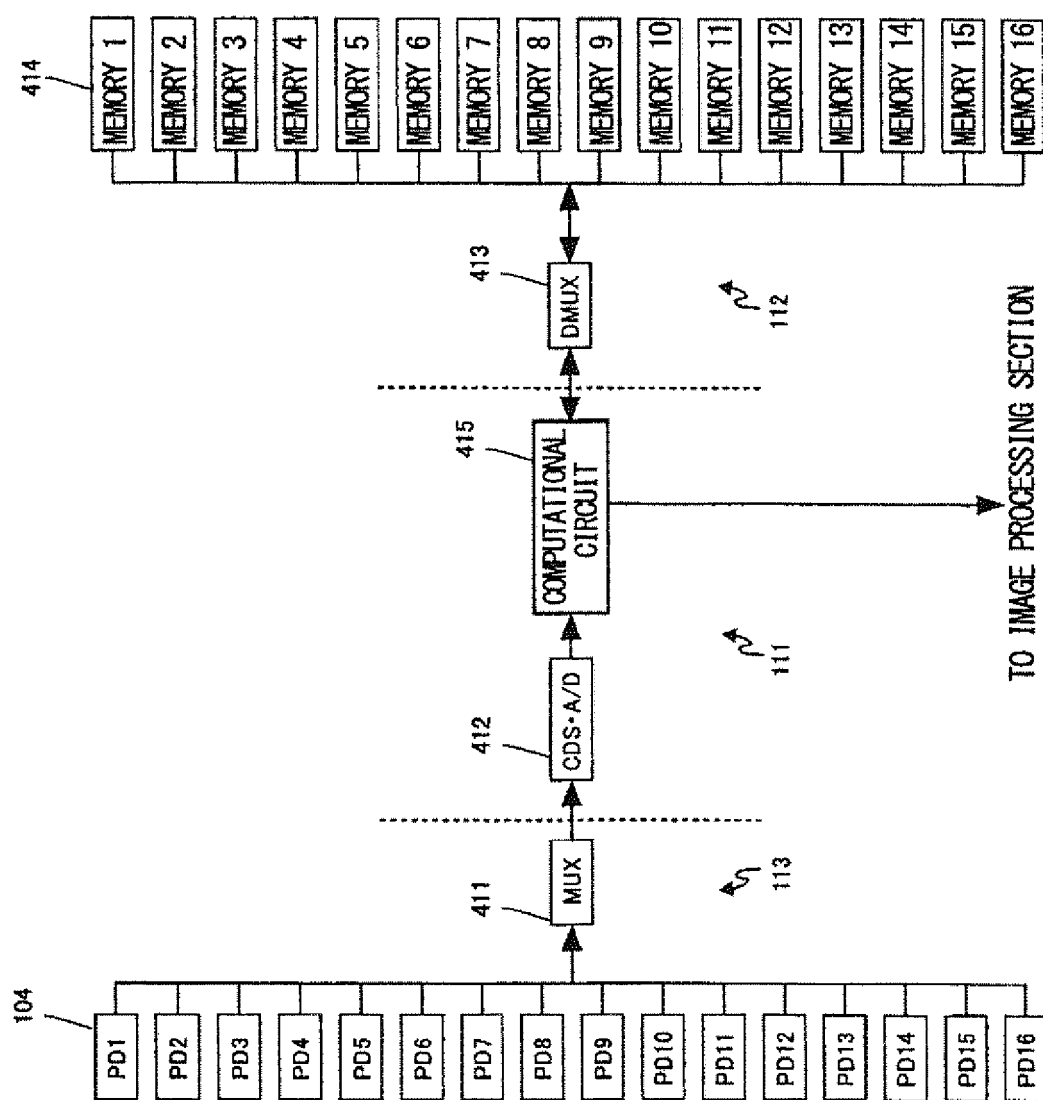 104
PD1
PD2
PD3
PD4
PD5
PD6
PD7
PD8
PD9
PD10
PD11
PD12
PD13
PD14
PD15
PD16
411
MUX
113
412
CDS・A/D
111
415
COMPUTATIONAL
CIRCUIT
TO IMAGE PROCESSING SECTION
413
DMUX
112
414
MEMORY 1
MEMORY 2
MEMORY 3
MEMORY 4
MEMORY 5
MEMORY 6
MEMORY 7
MEMORY 8
MEMORY 9
MEMORY 10
MEMORY 11
MEMORY 12
MEMORY 13
MEMORY 14
MEMORY 15
MEMORY 16